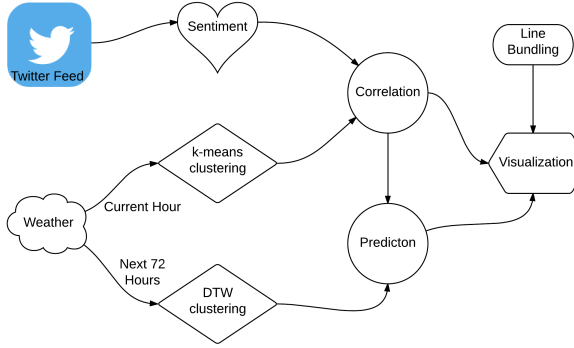 Twitter Feed
Sentiment
Line
Bundling
Correlation
k-means
clustering
Visualization
Current Hour
Weather
Predicton
Next 72
Hours
DTW
clustering